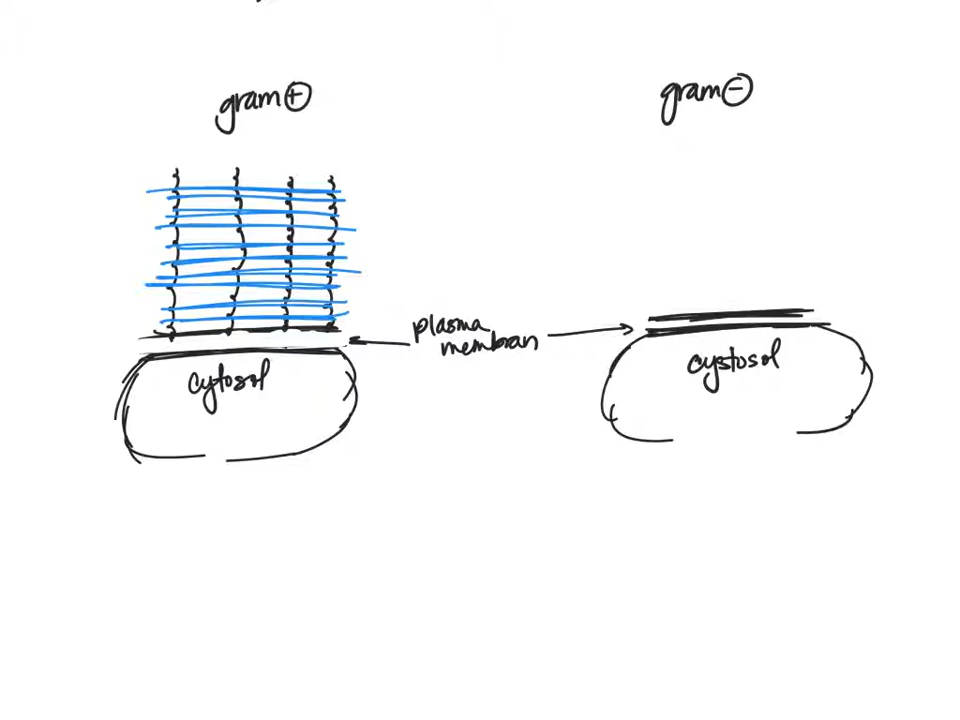 gram ⊕
gram ⊖
plasma
membran
cytosol
cystosol